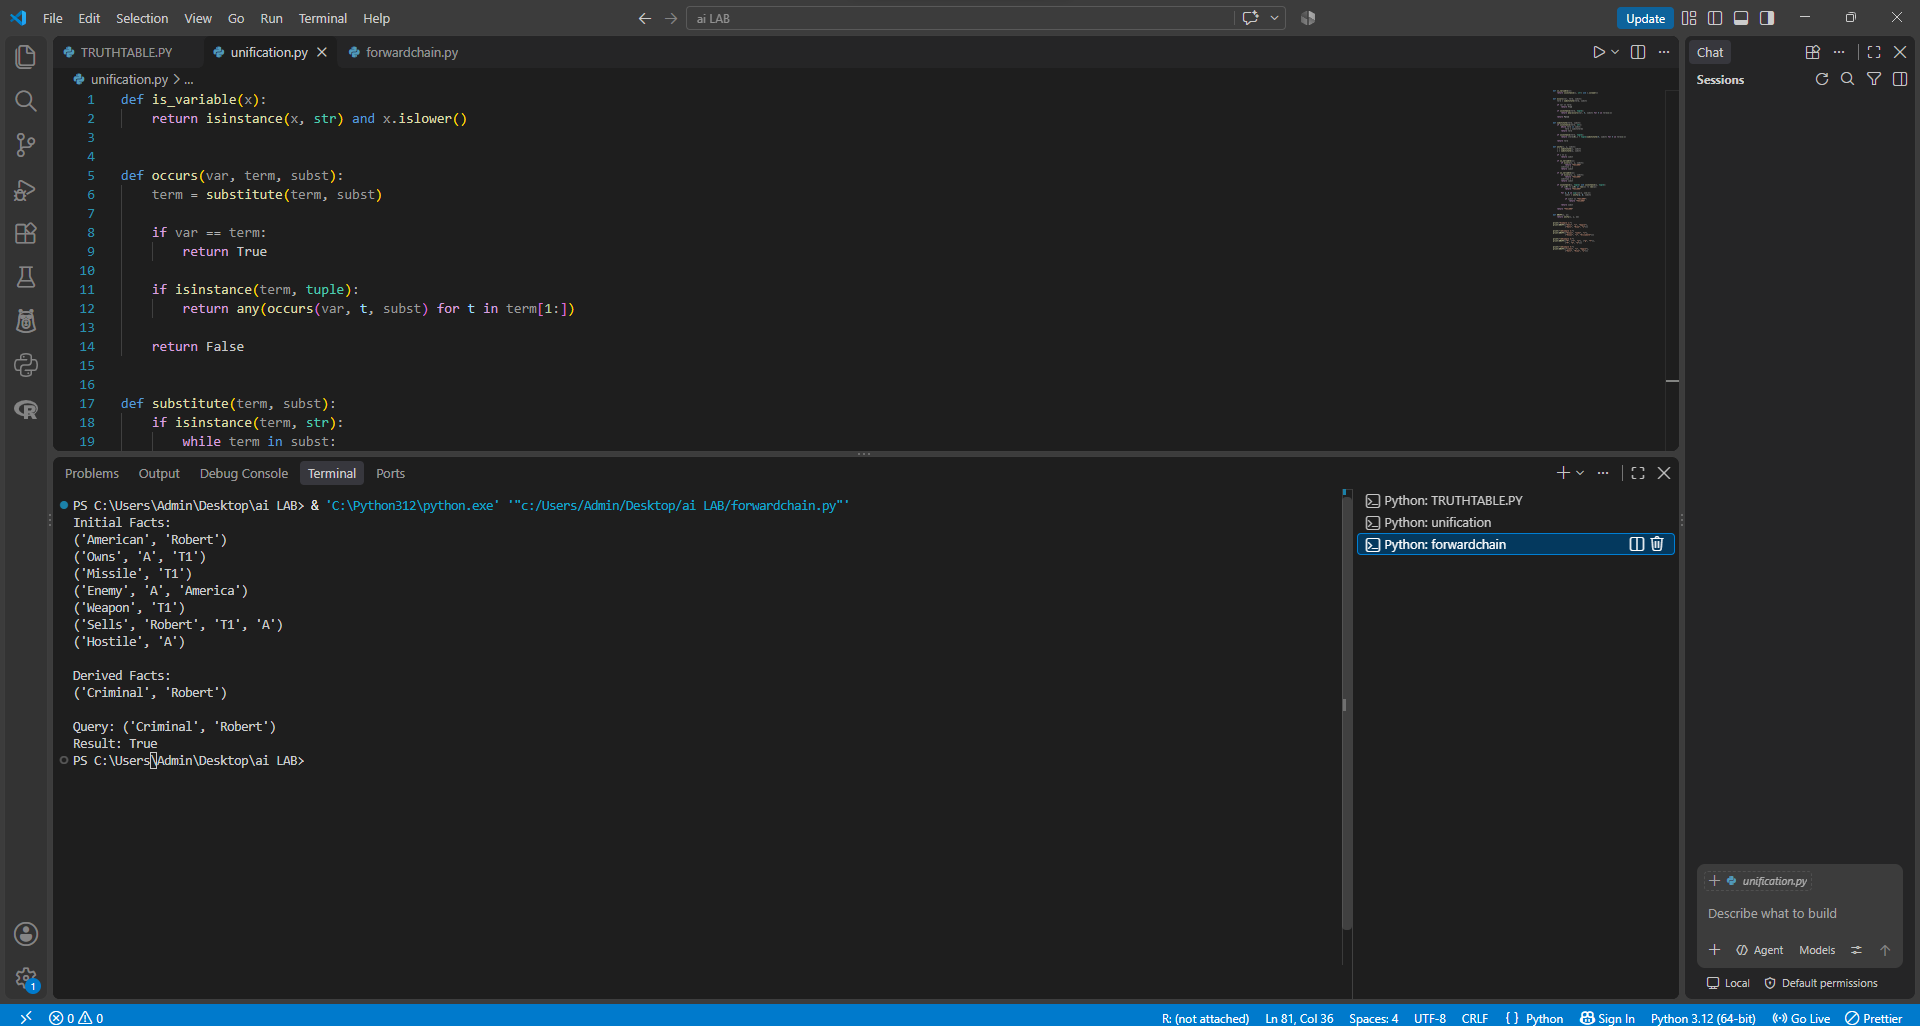 File Edit Selection View Go Run Terminal Help
ai LAB
Update
TRUTHTABLE.PY unification.py forwardchain.py
unification.py > ...
1 def is_variable(x):
2     return isinstance(x, str) and x.islower()
3
4
5 def occurs(var, term, subst):
6     term = substitute(term, subst)
7
8     if var == term:
9         return True
10
11     if isinstance(term, tuple):
12         return any(occurs(var, t, subst) for t in term[1:])
13
14     return False
15
16
17 def substitute(term, subst):
18     if isinstance(term, str):
19         while term in subst:
Problems Output Debug Console Terminal Ports
PS C:\Users\Admin\Desktop\ai LAB> & 'C:\Python312\python.exe' '"c:/Users/Admin/Desktop/ai LAB/forwardchain.py"'
Initial Facts:
('American', 'Robert')
('Owns', 'A', 'T1')
('Missile', 'T1')
('Enemy', 'A', 'America')
('Weapon', 'T1')
('Sells', 'Robert', 'T1', 'A')
('Hostile', 'A')
Derived Facts:
('Criminal', 'Robert')
Query: ('Criminal', 'Robert')
Result: True
PS C:\Users\Admin\Desktop\ai LAB>
Python: TRUTHTABLE.PY
Python: unification
Python: forwardchain
Chat
Sessions
unification.py
Describe what to build
Agent Models
Local Default permissions
1
0 0 R: (not attached) Ln 81, Col 36 Spaces: 4 UTF-8 CRLF { } Python Sign In Python 3.12 (64-bit) Go Live Prettier